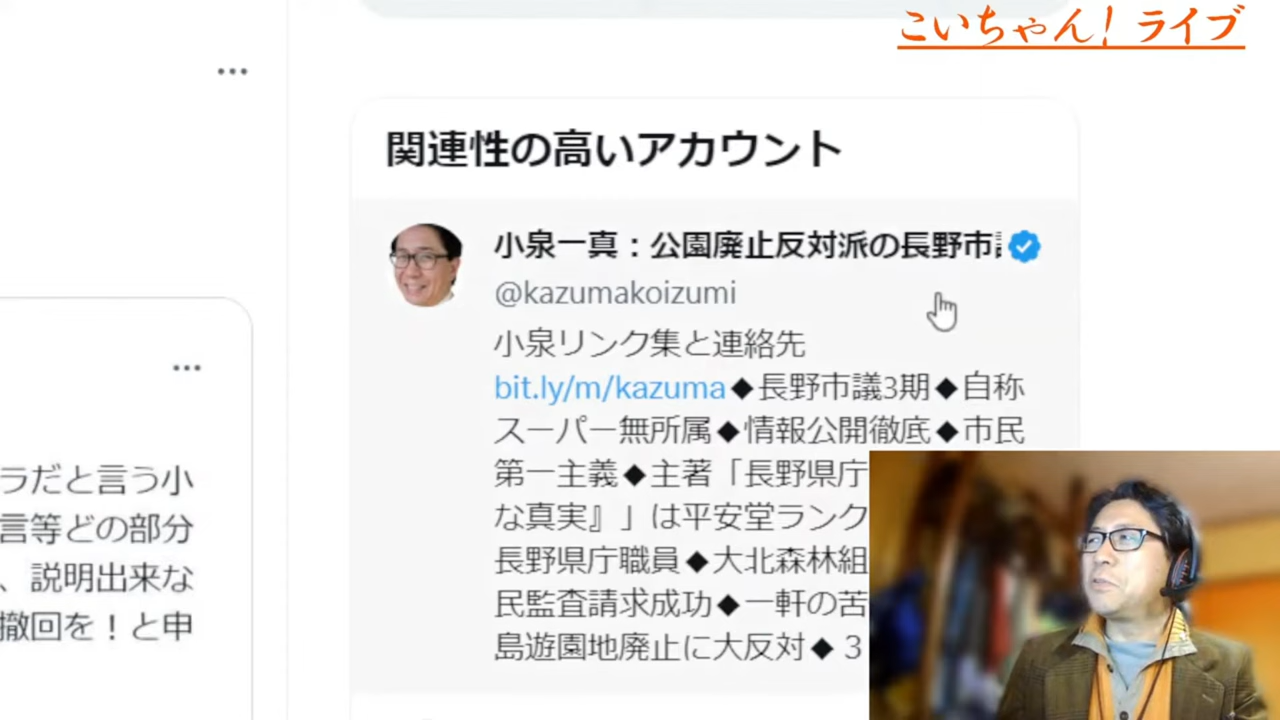 こいちゃん！ライブ
関連性の高いアカウント
小泉一真：公園廃止反対派の長野市
@kazumakoizumi
小泉リンク集と連絡先
bit.ly/m/kazuma◆長野市議3期◆自称
スーパー無所属◆情報公開徹底◆市民
第一主義◆主著「長野県庁
な真実』」は平安堂ランク
長野県庁職員◆大北森林組
民監査請求成功◆一軒の苦
島遊園地廃止に大反対◆３
ラだと言う小
言等どの部分
、説明出来な
撤回を！と申